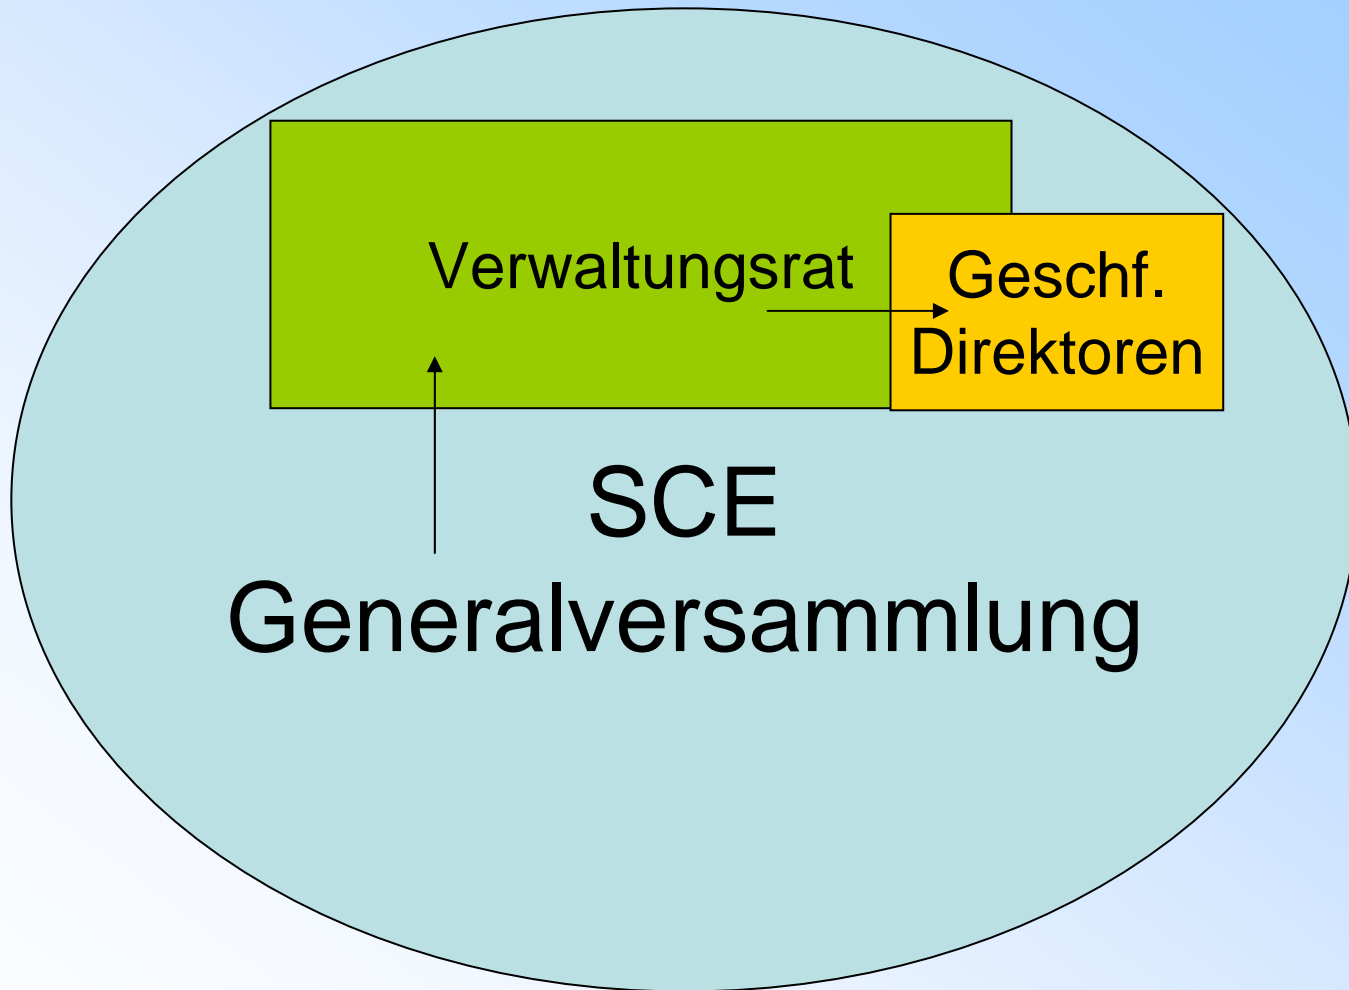 Verwaltungsrat
Geschf.
Direktoren
SCE
Generalversammlung